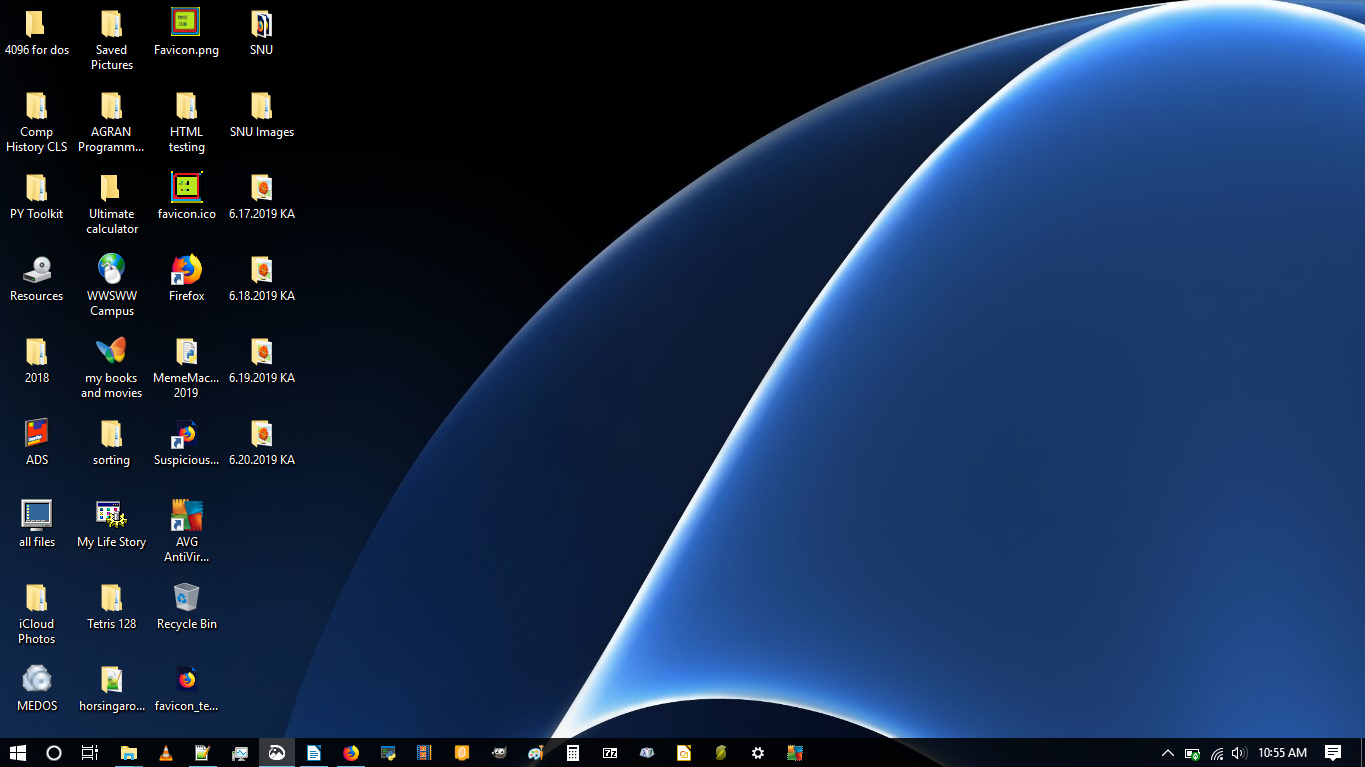 4096 for dos
Saved
Pictures
Favicon.png
SNU
Comp
History CLS
AGRAN
Programm...
HTML
testing
SNU Images
PY Toolkit
Ultimate
calculator
favicon.ico
6.17.2019 KA
Resources
WWSWW
Campus
Firefox
6.18.2019 KA
2018
my books
and movies
MemeMac...
2019
6.19.2019 KA
ADS
sorting
Suspicious...
6.20.2019 KA
all files
My Life Story
AVG
AntiVir...
iCloud
Photos
Tetris 128
Recycle Bin
MEDOS
horsingaro...
favicon_te...
10:55 AM